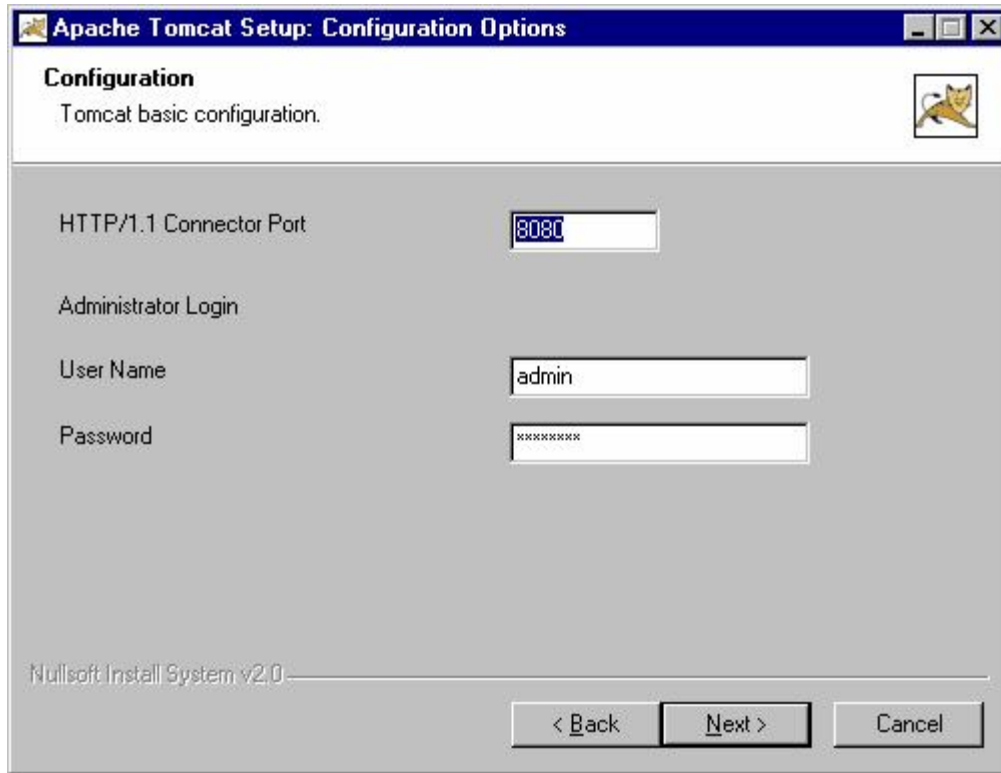 Apache Tomcat Setup: Configuration Options
Configuration
Tomcat basic configuration.
HTTP/1.1 Connector Port
8080
Administrator Login
User Name
admin
Password
********
Nullsoft Install System v2.0
< Back
Next >
Cancel